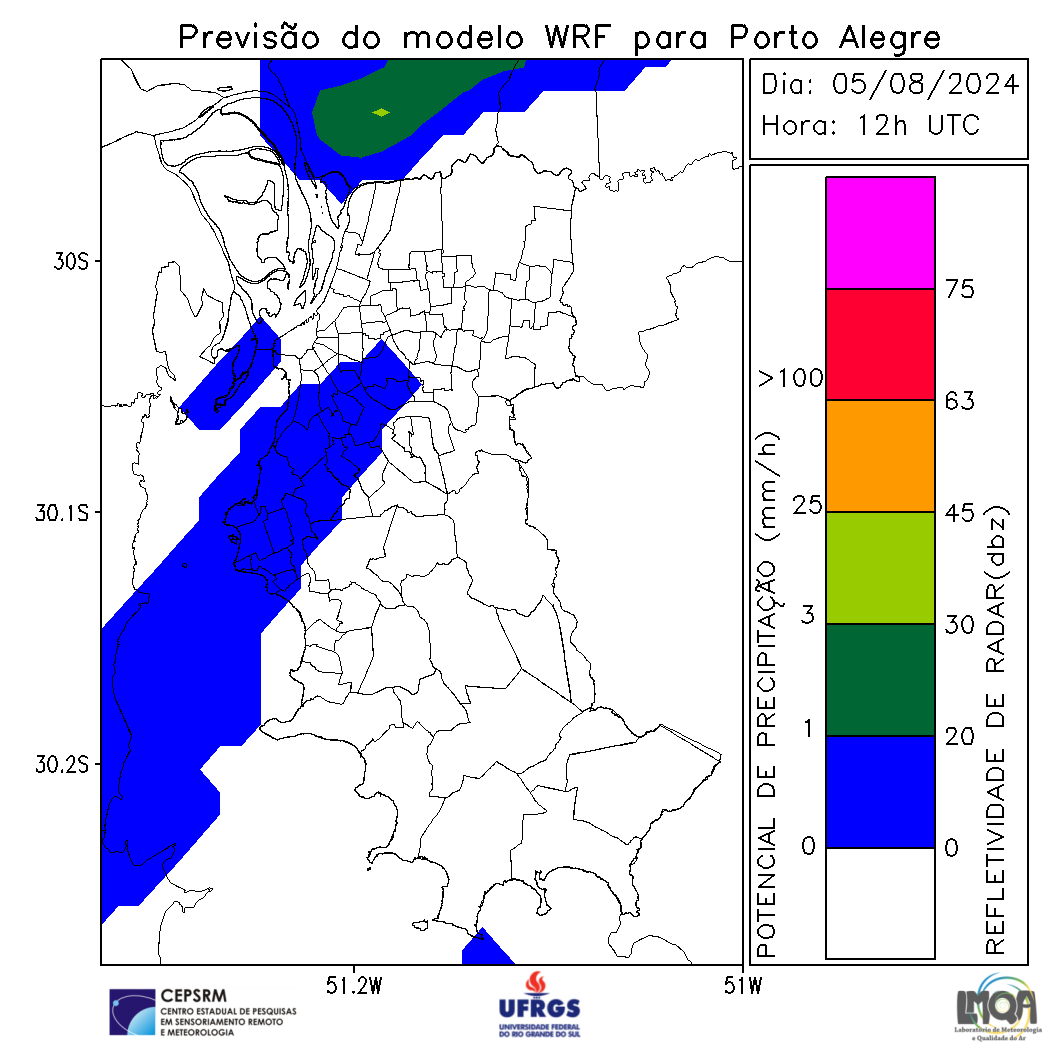 Previsão do modelo WRF para Porto Alegre
Dia: 05/08/2024
Hora: 12h UTC
30S
30.1S
30.2S
51.2W
51W
POTENCIAL DE PRECIPITAÇÃO (mm/h)
>100
25
3
1
0
75
63
45
30
20
0
REFLETIVIDADE DE RADAR(dbz)
CEPSRM
CENTRO ESTADUAL DE PESQUISAS
EM SENSORIAMENTO REMOTO
E METEOROLOGIA
UFRGS
UNIVERSIDADE FEDERAL
DO RIO GRANDE DO SUL
LMQA
Laboratório de Meteorologia
e Qualidade do Ar